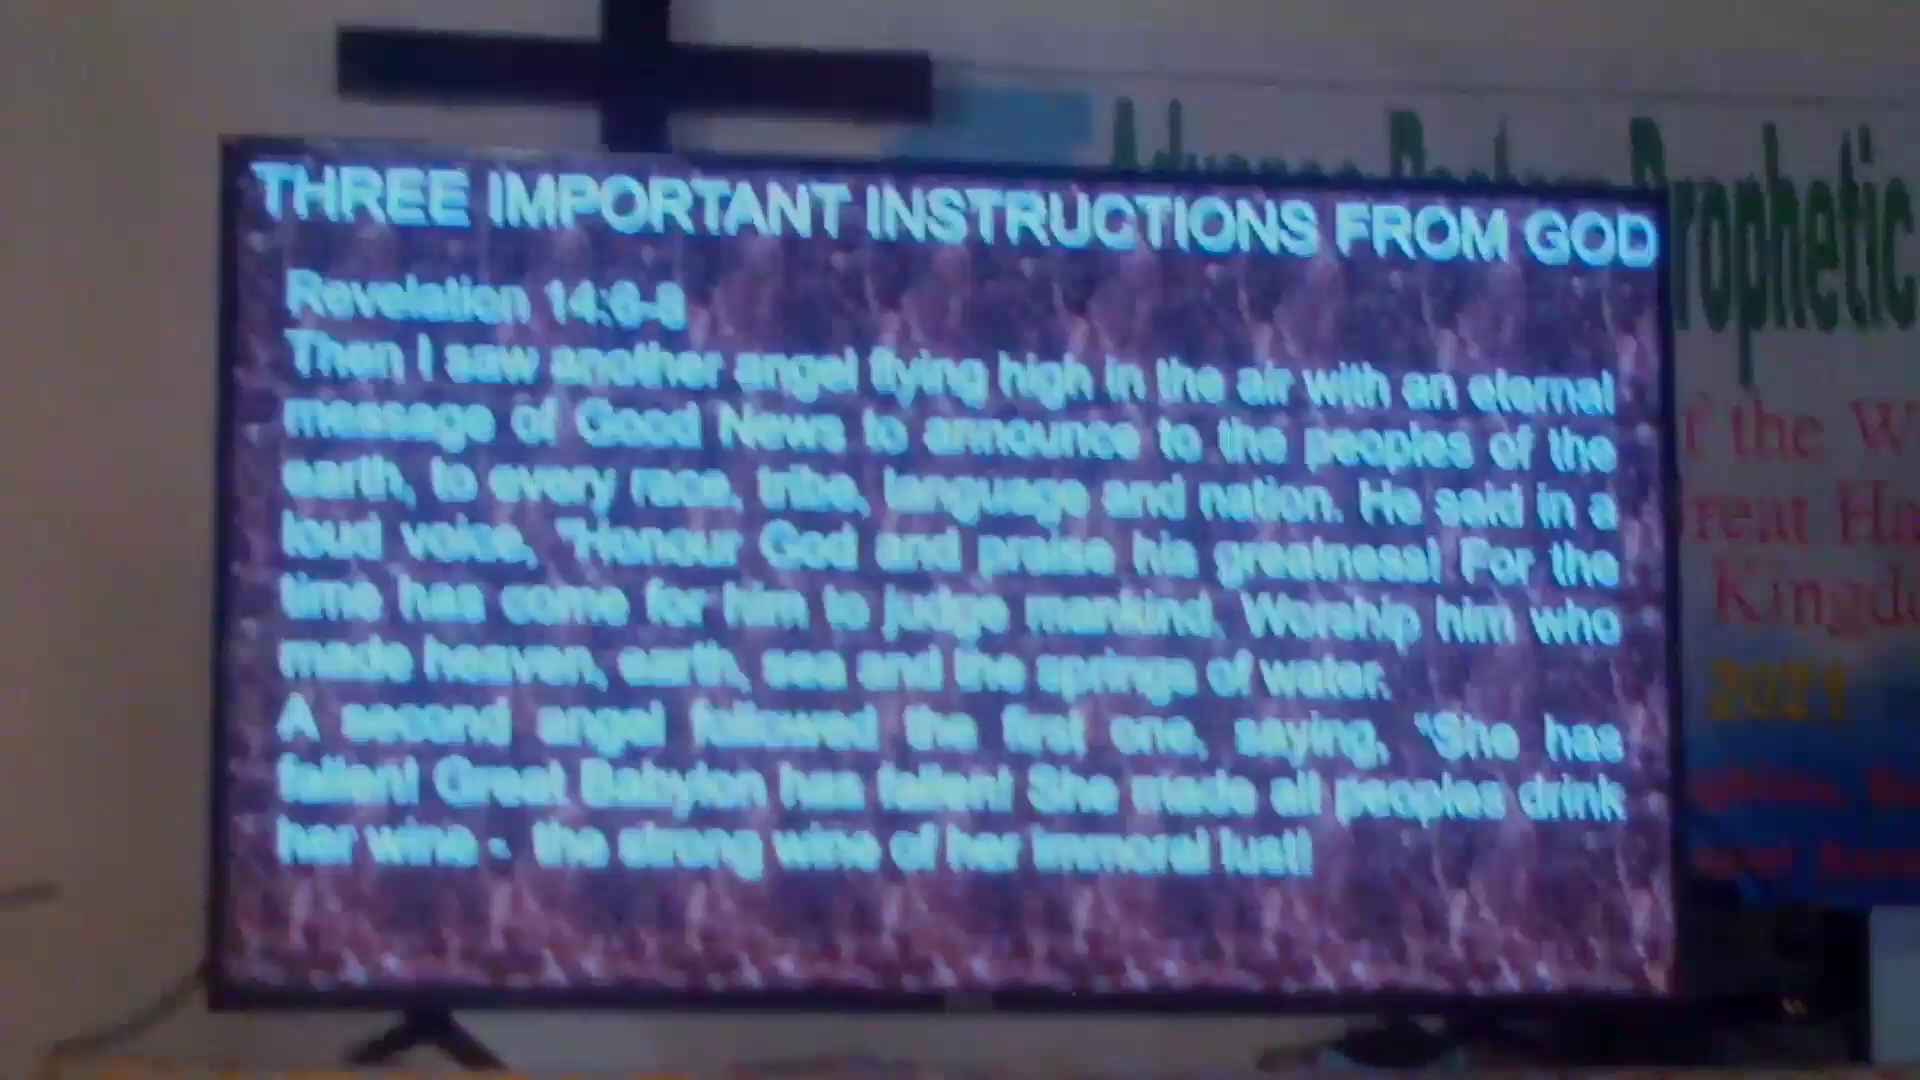 THREE IMPORTANT INSTRUCTIONS FROM GOD
Revelation 14:6-8
Then I saw another angel flying high in the air with an eternal
message of Good News to announce to the peoples of the
earth, to every race, tribe, language and nation. He said in a
loud voice, "Honour God and praise his greatness! For the
time has come for him to judge mankind. Worship him who
made heaven, earth, sea and the springs of water.
A second angel followed the first one, saying, "She has
fallen! Great Babylon has fallen! She made all peoples drink
her wine - the strong wine of her immoral lust!
Prophetic
the W
Kingd
2021